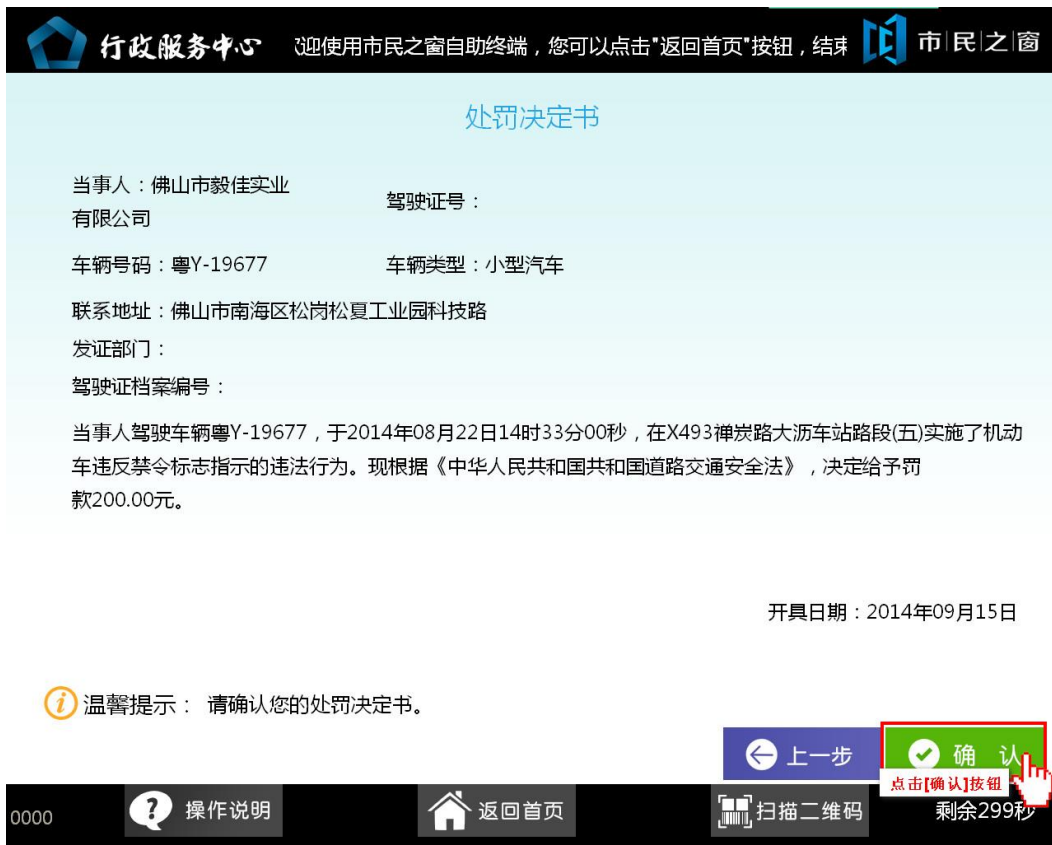 行政服务中心
迎使用市民之窗自助终端，您可以点击"返回首页"按钮，结束
市民之窗
处罚决定书
当事人：佛山市毅佳实业
有限公司
驾驶证号：
车辆号码：粤Y-19677
车辆类型：小型汽车
联系地址：佛山市南海区松岗松夏工业园科技路
发证部门：
驾驶证档案编号：
当事人驾驶车辆粤Y-19677，于2014年08月22日14时33分00秒，在X493禅炭路大沥车站路段(五)实施了机动
车违反禁令标志指示的违法行为。现根据《中华人民共和国共和国道路交通安全法》，决定给予罚
款200.00元。
开具日期：2014年09月15日
温馨提示： 请确认您的处罚决定书。
上一步
确 认
点击[确认]按钮
0000
操作说明
返回首页
扫描二维码
剩余299秒